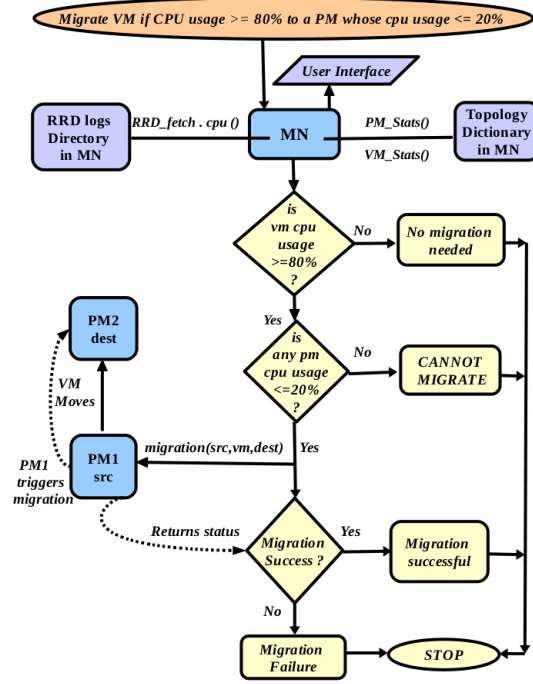 Migrate VM if CPU usage >= 80% to a PM whose cpu usage <= 20%
User Interface
RRD logs
Directory
in MN
RRD_fetch . cpu ()
MN
PM_Stats()
VM_Stats()
Topology
Dictionary
in MN
is
vm cpu
usage
>=80%
?
No
No migration
needed
Yes
is
any pm
cpu usage
<=20%
?
No
CANNOT
MIGRATE
PM2
dest
VM
Moves
migration(src,vm,dest)
Yes
PM1
src
PM1
triggers
migration
Returns status
Migration
Success ?
Yes
Migration
successful
No
Migration
Failure
STOP